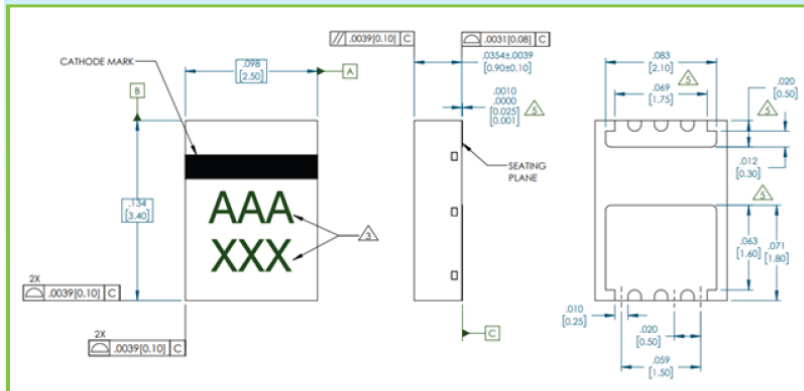 // .0039[0.10] C
⌓ .0031[0.08] C
CATHODE MARK
.098
[2.50]
A
.0354±.0039
[0.90±0.10]
.083
[2.10]
5
.069
[1.75]
.020
[0.50]
5
B
.0010
.0000
[0.025]
[0.001]
5
SEATING
PLANE
.012
[0.30]
.134
[3.40]
AAA
XXX
3
5
.063
[1.60]
.071
[1.80]
2X
⌓ .0039[0.10] C
2X
⌓ .0039[0.10] C
C
.010
[0.25]
.020
[0.50]
.059
[1.50]